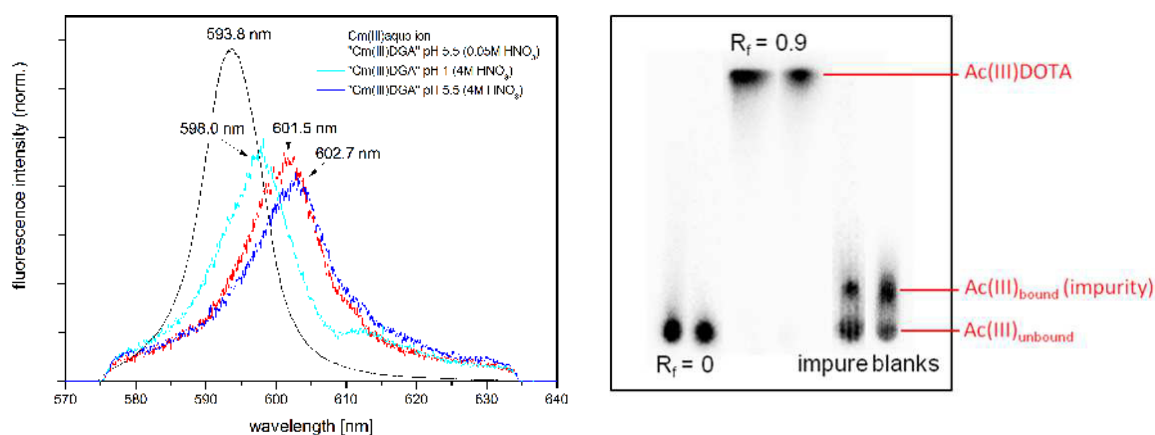 593.8 nm
Cm(III)aquo ion
"Cm(III)DGA" pH 5.5 (0.05M HNO3)
"Cm(III)DGA" pH 1 (4M HNO3)
"Cm(III)DGA" pH 5.5 (4M HNO3)
598.0 nm
601.5 nm
602.7 nm
fluorescence intensity (norm.)
570
580
590
600
610
620
630
640
wavelength [nm]
Rf = 0.9
Ac(III)DOTA
Ac(III)bound (impurity)
Ac(III)unbound
Rf = 0
impure blanks